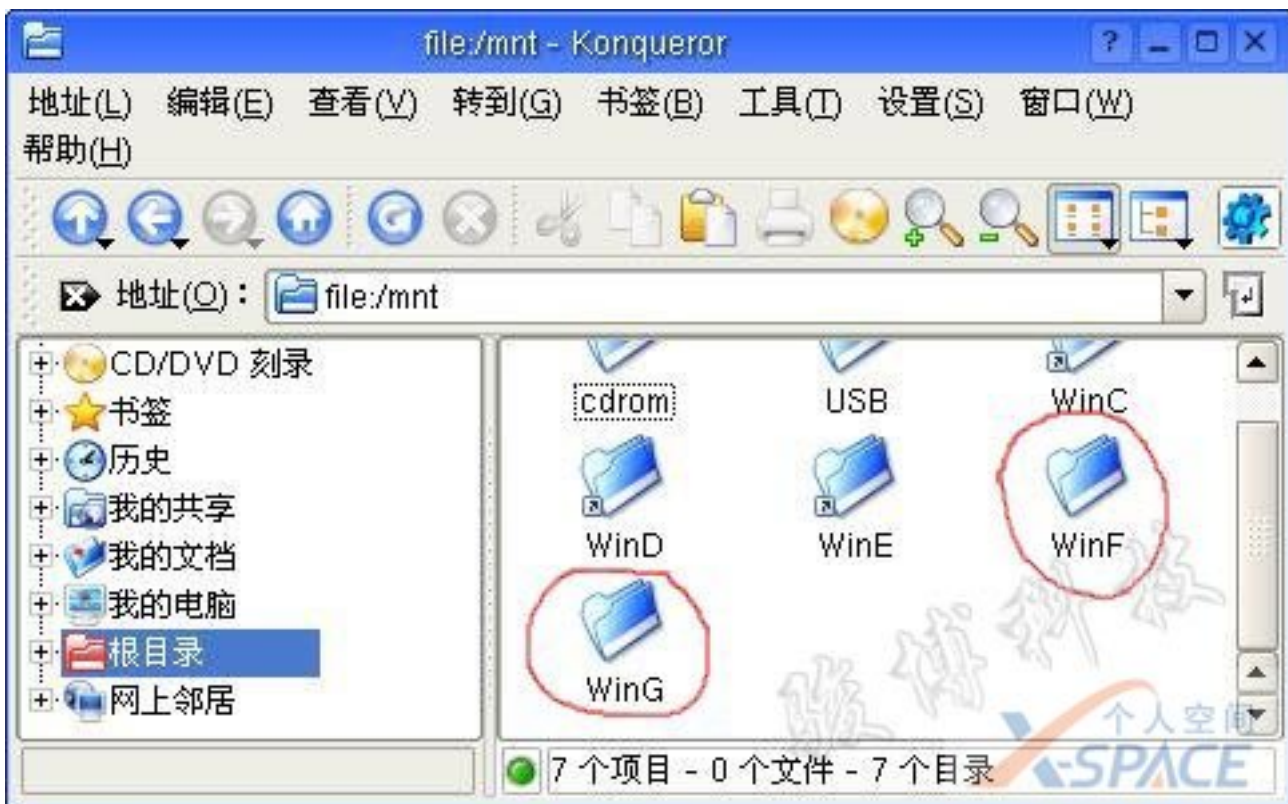 file:/mnt - Konqueror
地址(L) 编辑(E) 查看(V) 转到(G) 书签(B) 工具(T) 设置(S) 窗口(W)
帮助(H)
地址(O)： file:/mnt
CD/DVD 刻录
书签
历史
我的共享
我的文档
我的电脑
根目录
网上邻居
cdrom USB WinC
WinD WinE WinF
WinG
7 个项目 - 0 个文件 - 7 个目录
个人空间
X-SPACE